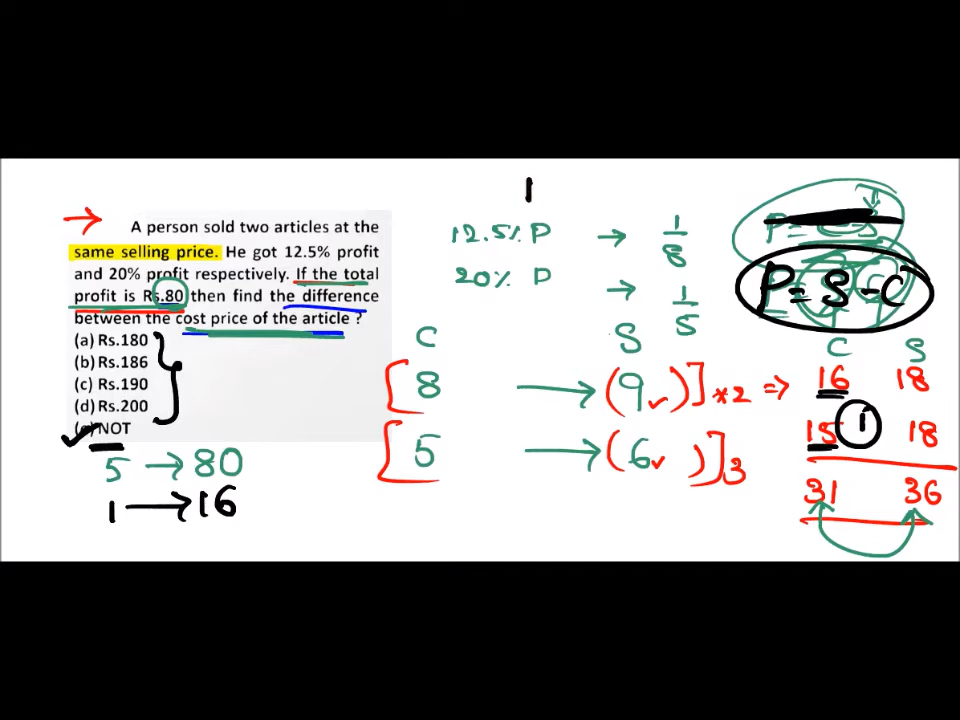 A person sold two articles at the
same selling price. He got 12.5% profit
and 20% profit respectively. If the total
profit is Rs.80 then find the difference
between the cost price of the article ?
(a) Rs.180
(b) Rs.186
(c) Rs.190
(d) Rs.200
NOT
5 → 80
1 → 16
1
12.5% P → 1/8
20% P → 1/5
C S
[8 → (9✓)]*2 ⇒
[5 → (6✓)]3
P = S - C
C S
16 18
15 1 18
31 36